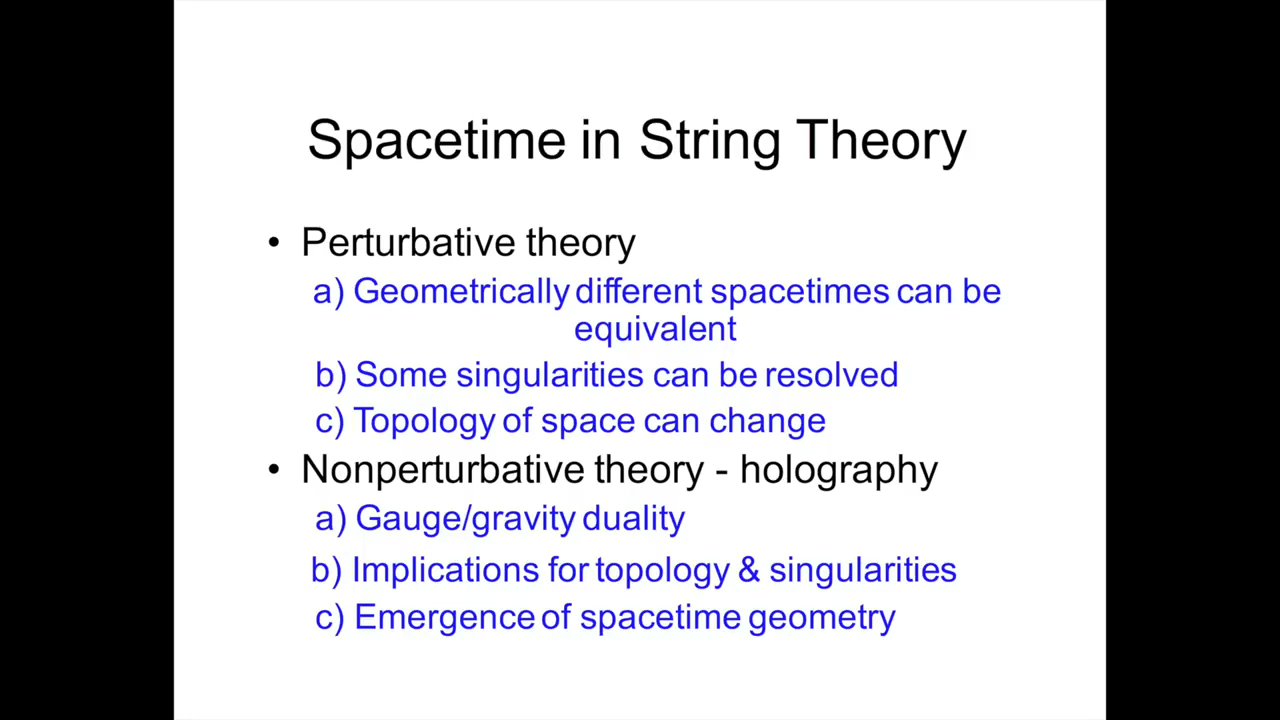 Spacetime in String Theory
• Perturbative theory
a) Geometrically different spacetimes can be
equivalent
b) Some singularities can be resolved
c) Topology of space can change
• Nonperturbative theory - holography
a) Gauge/gravity duality
b) Implications for topology & singularities
c) Emergence of spacetime geometry